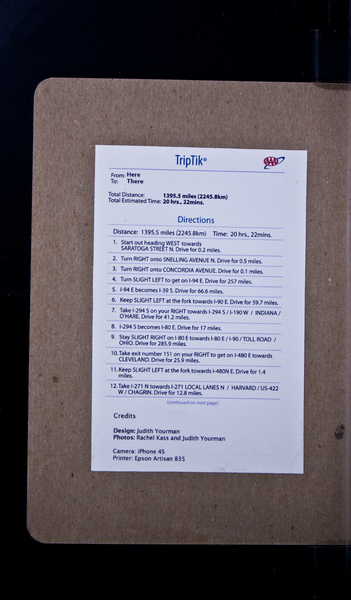 TripTik®
AAA
From: Here
To: There
Total Distance: 1395.5 miles (2245.8km)
Total Estimated Time: 20 hrs., 22mins.
Directions
Distance: 1395.5 miles (2245.8km) Time: 20 hrs., 22mins.
1. Start out heading WEST towards
SARATOGA STREET N. Drive for 0.2 miles.
2. Turn RIGHT onto SNELLING AVENUE N. Drive for 0.5 miles.
3. Turn RIGHT onto CONCORDIA AVENUE. Drive for 0.1 miles.
4. Turn SLIGHT LEFT to get on I-94 E. Drive for 257 miles.
5. I-94 E becomes I-39 S. Drive for 66.6 miles.
6. Keep SLIGHT LEFT at the fork towards I-90 E. Drive for 59.7 miles.
7. Take I-294 S on your RIGHT towards I-294 S / I-190 W / INDIANA /
O'HARE. Drive for 41.2 miles.
8. I-294 S becomes I-80 E. Drive for 17 miles.
9. Stay SLIGHT LEFT on I-80 E towards I-80 E / I-90 / TOLL ROAD /
OHIO. Drive for 285.9 miles.
10. Take exit number 151 on your RIGHT to get on I-480 E towards
CLEVELAND. Drive for 25.9 miles.
11. Keep SLIGHT LEFT at the fork towards I-480N E. Drive for 1.4
miles.
12. Take I-271 N towards I-271 LOCAL LANES N / HARVARD / US-422
W / CHAGRIN. Drive for 12.8 miles.
(continued on next page)
Credits
Design: Judith Yourman
Photos: Rachel Kass and Judith Yourman
Camera: iPhone 4S
Printer: Epson Artisan 835